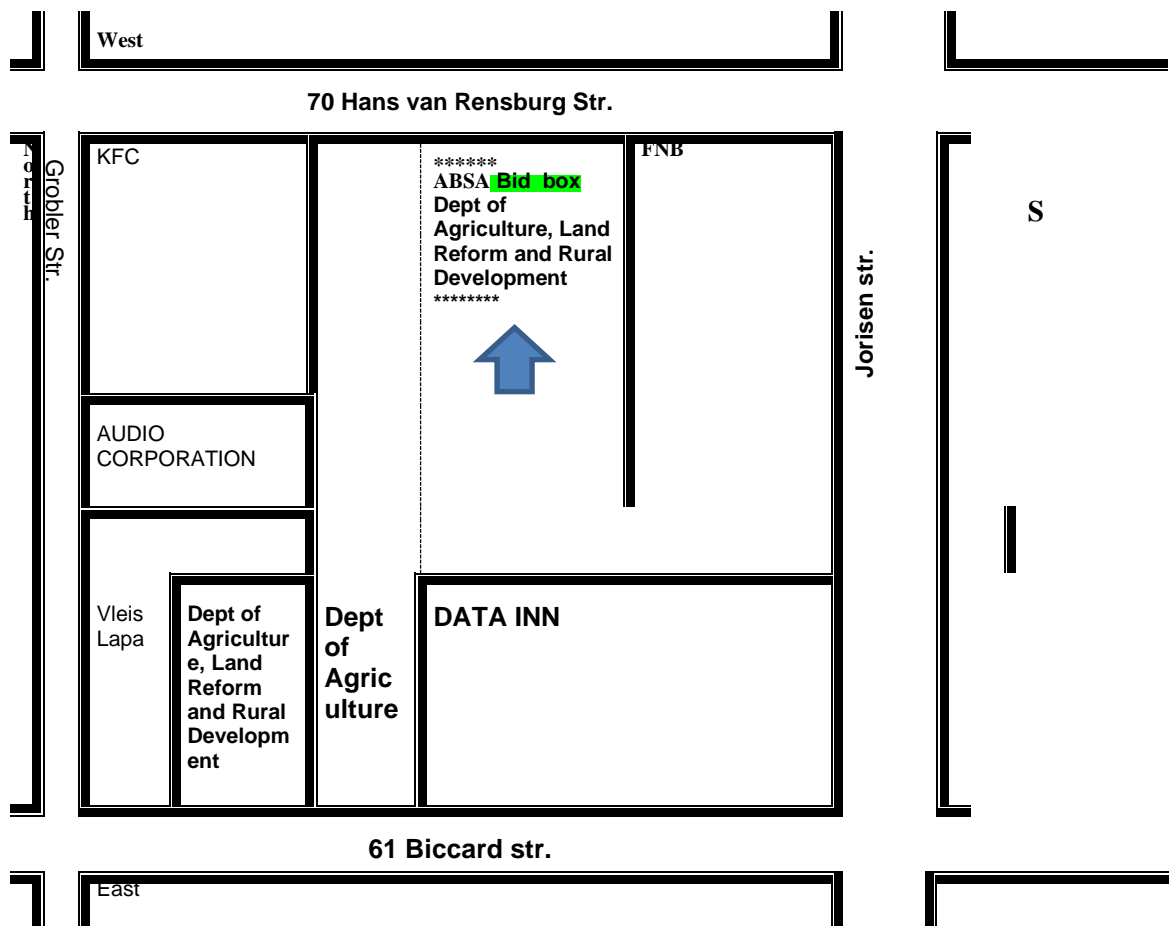 West
70 Hans van Rensburg Str.
North
Grobler Str.
KFC
******
ABSA Bid box
Dept of
Agriculture, Land
Reform and Rural
Development
********
FNB
S
Jorisen str.
AUDIO
CORPORATION
Vleis
Lapa
Dept of
Agricultur
e, Land
Reform
and Rural
Developm
ent
Dept
of
Agric
ulture
DATA INN
61 Biccard str.
East